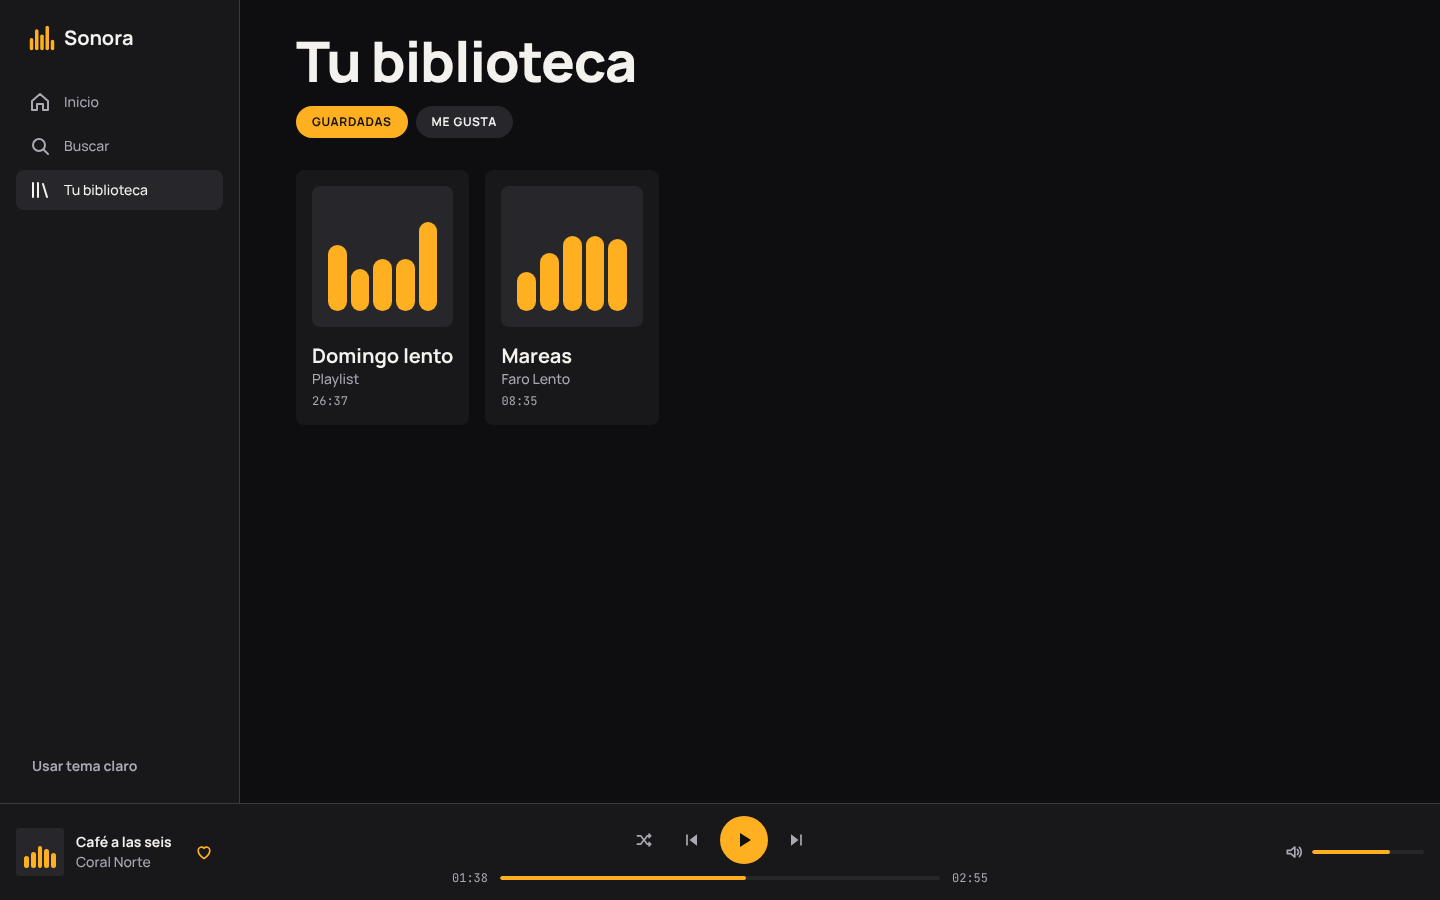 Sonora
Inicio
Buscar
Tu biblioteca
Usar tema claro
Tu biblioteca
GUARDADAS
ME GUSTA
Domingo lento
Playlist
26:37
Mareas
Faro Lento
08:35
Café a las seis
Coral Norte
01:38
02:55